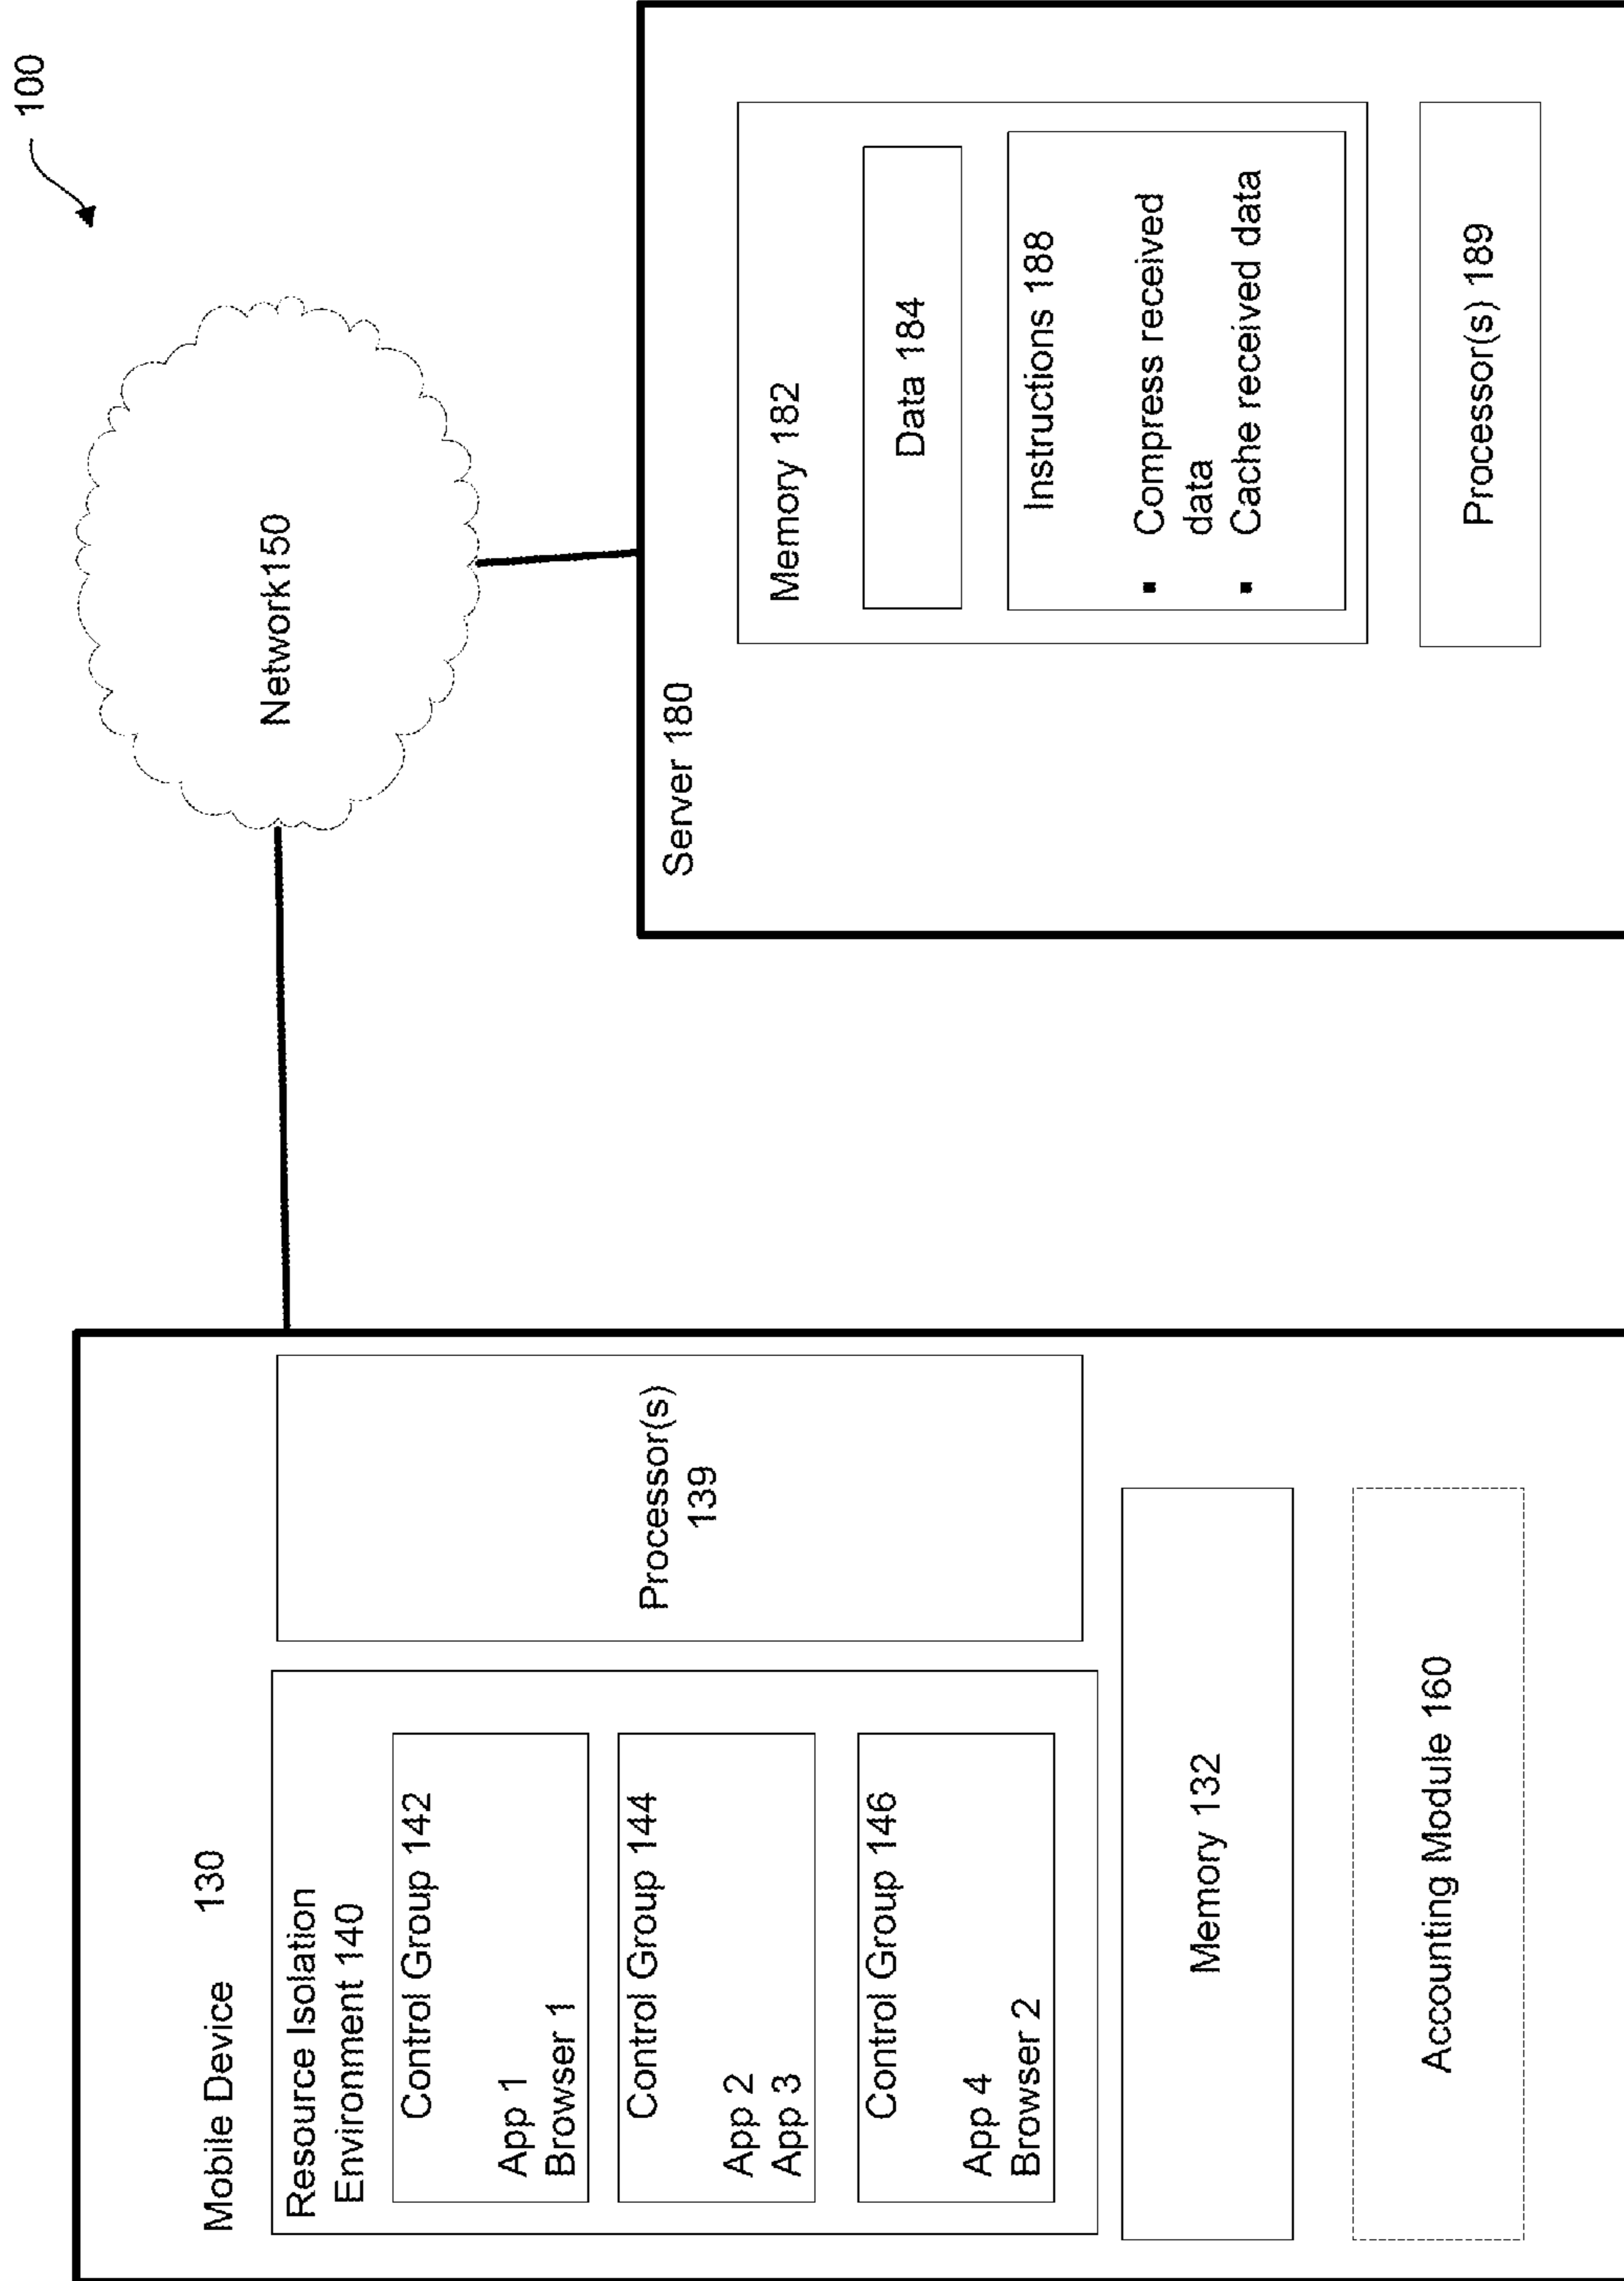 100
Mobile Device 130
Resource Isolation
Environment 140
Control Group 142
App 1
Browser 1
Control Group 144
App 2
App 3
Control Group 146
App 4
Browser 2
Processor(s)
139
Memory 132
Accounting Module 160
Network150
Server 180
Memory 182
Data 184
Instructions 188
▪ Compress received
data
▪ Cache received data
Processor(s) 189